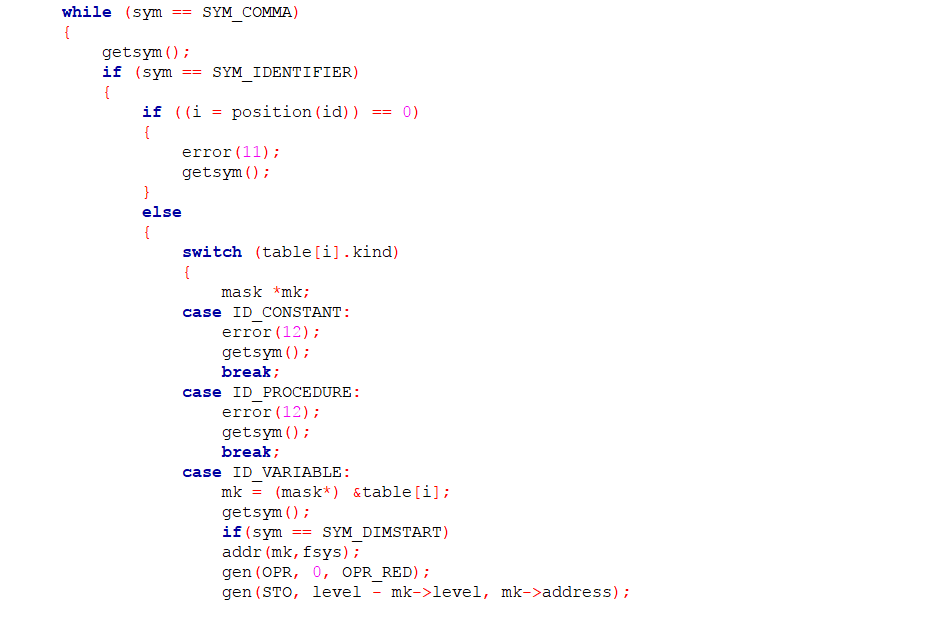 while (sym == SYM_COMMA)
{
    getsym();
    if (sym == SYM_IDENTIFIER)
    {
        if ((i = position(id)) == 0)
        {
            error(11);
            getsym();
        }
        else
        {
            switch (table[i].kind)
            {
                mask *mk;
            case ID_CONSTANT:
                error(12);
                getsym();
                break;
            case ID_PROCEDURE:
                error(12);
                getsym();
                break;
            case ID_VARIABLE:
                mk = (mask*) &table[i];
                getsym();
                if(sym == SYM_DIMSTART)
                addr(mk,fsys);
                gen(OPR, 0, OPR_RED);
                gen(STO, level - mk->level, mk->address);